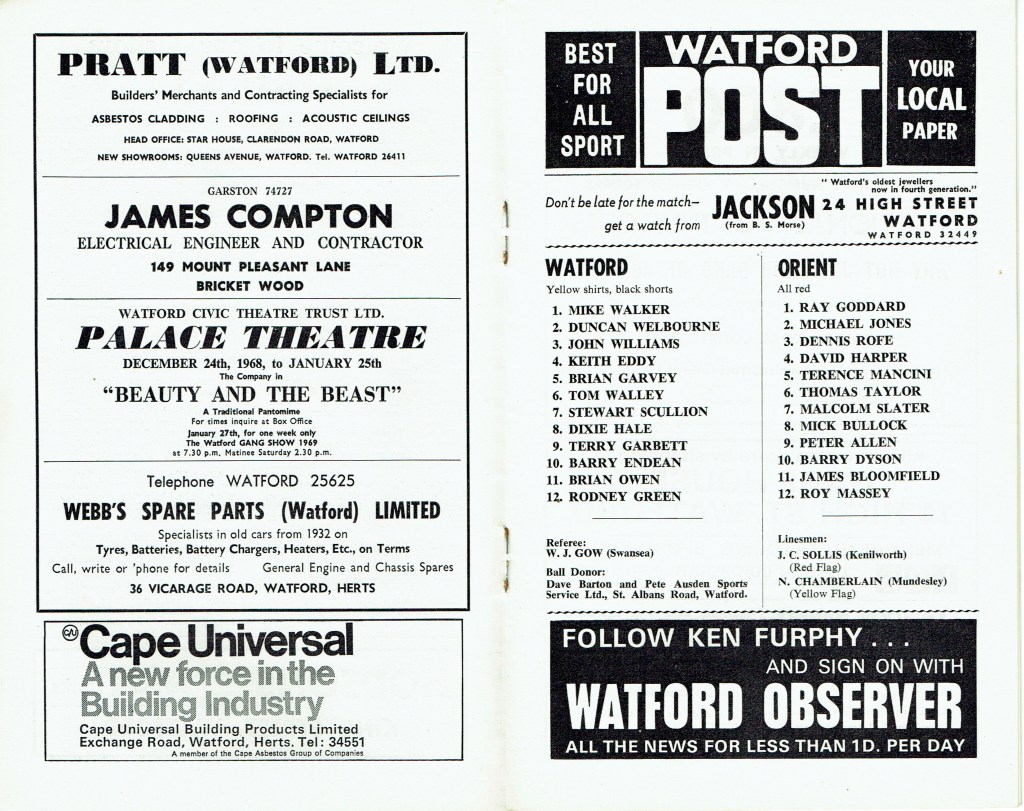 PRATT (WATFORD) LTD.
Builders' Merchants and Contracting Specialists for
ASBESTOS CLADDING : ROOFING : ACOUSTIC CEILINGS
HEAD OFFICE: STAR HOUSE, CLARENDON ROAD, WATFORD
NEW SHOWROOMS: QUEENS AVENUE, WATFORD. Tel. WATFORD 26411
GARSTON 74727
JAMES COMPTON
ELECTRICAL ENGINEER AND CONTRACTOR
149 MOUNT PLEASANT LANE
BRICKET WOOD
WATFORD CIVIC THEATRE TRUST LTD.
PALACE THEATRE
DECEMBER 24th, 1968, to JANUARY 25th
The Company in
"BEAUTY AND THE BEAST"
A Traditional Pantomime
For times inquire at Box Office
January 27th, for one week only
The Watford GANG SHOW 1969
at 7.30 p.m. Matinee Saturday 2.30 p.m.
Telephone WATFORD 25625
WEBB'S SPARE PARTS (Watford) LIMITED
Specialists in old cars from 1932 on
Tyres, Batteries, Battery Chargers, Heaters, Etc., on Terms
Call, write or 'phone for details General Engine and Chassis Spares
36 VICARAGE ROAD, WATFORD, HERTS
C/U Cape Universal
A new force in the
Building Industry
Cape Universal Building Products Limited
Exchange Road, Watford, Herts. Tel: 34551
A member of the Cape Asbestos Group of Companies
BEST
FOR
ALL
SPORT
WATFORD
POST
YOUR
LOCAL
PAPER
Don't be late for the match—
get a watch from
JACKSON
(from B. S. Morse)
"Watford's oldest jewellers
now in fourth generation."
24 HIGH STREET
WATFORD
WATFORD 32449
WATFORD
Yellow shirts, black shorts
1. MIKE WALKER
2. DUNCAN WELBOURNE
3. JOHN WILLIAMS
4. KEITH EDDY
5. BRIAN GARVEY
6. TOM WALLEY
7. STEWART SCULLION
8. DIXIE HALE
9. TERRY GARBETT
10. BARRY ENDEAN
11. BRIAN OWEN
12. RODNEY GREEN
Referee:
W. J. GOW (Swansea)
Ball Donor:
Dave Barton and Pete Ausden Sports
Service Ltd., St. Albans Road, Watford.
ORIENT
All red
1. RAY GODDARD
2. MICHAEL JONES
3. DENNIS ROFE
4. DAVID HARPER
5. TERENCE MANCINI
6. THOMAS TAYLOR
7. MALCOLM SLATER
8. MICK BULLOCK
9. PETER ALLEN
10. BARRY DYSON
11. JAMES BLOOMFIELD
12. ROY MASSEY
Linesmen:
J. C. SOLLIS (Kenilworth)
(Red Flag)
N. CHAMBERLAIN (Mundesley)
(Yellow Flag)
FOLLOW KEN FURPHY . . .
AND SIGN ON WITH
WATFORD OBSERVER
ALL THE NEWS FOR LESS THAN 1D. PER DAY